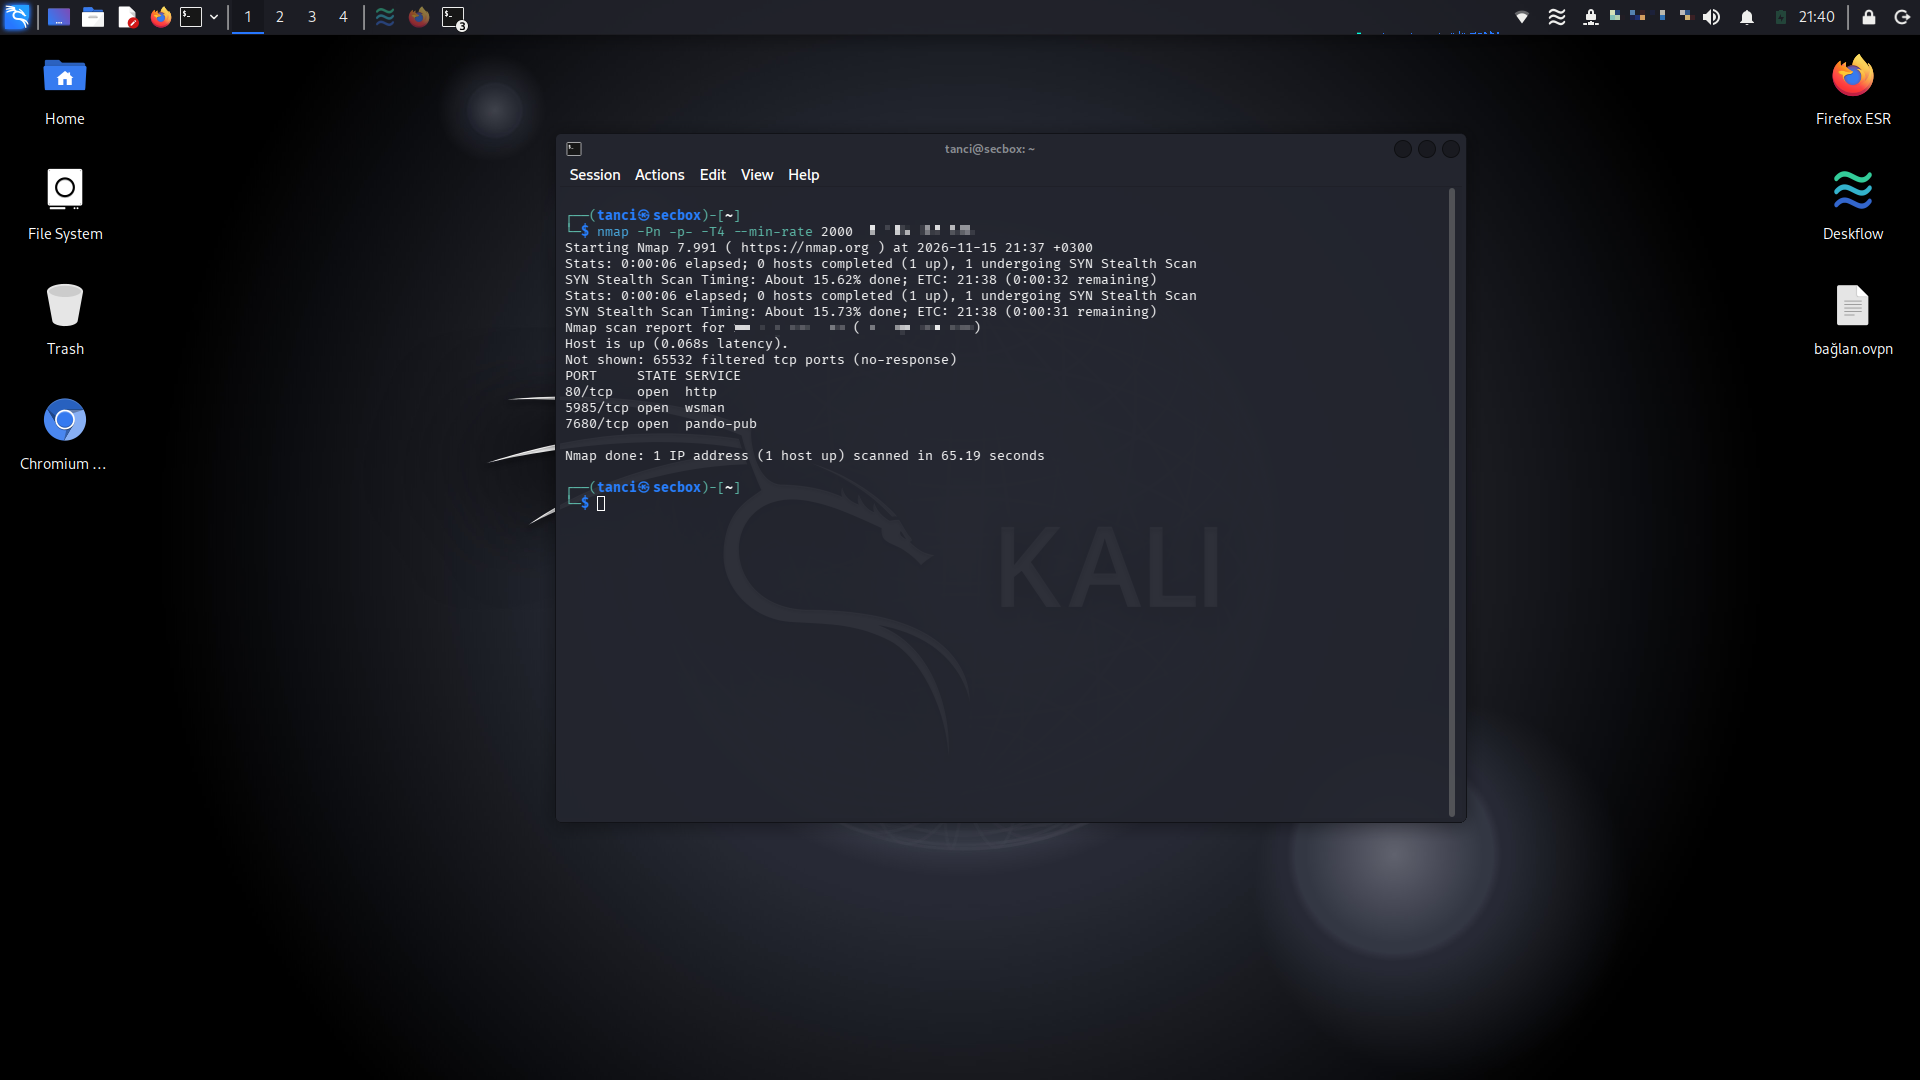 1 2 3 4
3
21:40
Home
File System
Trash
Chromium ...
Firefox ESR
Deskflow
bağlan.ovpn
tanci@secbox: ~
Session Actions Edit View Help
┌──(tanci㉿secbox)-[~]
└─$ nmap -Pn -p- -T4 --min-rate 2000
Starting Nmap 7.991 ( https://nmap.org ) at 2026-11-15 21:37 +0300
Stats: 0:00:06 elapsed; 0 hosts completed (1 up), 1 undergoing SYN Stealth Scan
SYN Stealth Scan Timing: About 15.62% done; ETC: 21:38 (0:00:32 remaining)
Stats: 0:00:06 elapsed; 0 hosts completed (1 up), 1 undergoing SYN Stealth Scan
SYN Stealth Scan Timing: About 15.73% done; ETC: 21:38 (0:00:31 remaining)
Nmap scan report for ( )
Host is up (0.068s latency).
Not shown: 65532 filtered tcp ports (no-response)
PORT STATE SERVICE
80/tcp open http
5985/tcp open wsman
7680/tcp open pando-pub
Nmap done: 1 IP address (1 host up) scanned in 65.19 seconds
┌──(tanci㉿secbox)-[~]
└─$
KALI